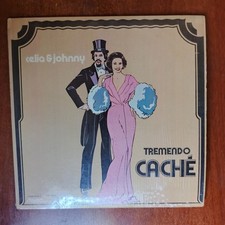 celia & johnny
TREMENDO
CACHÉ